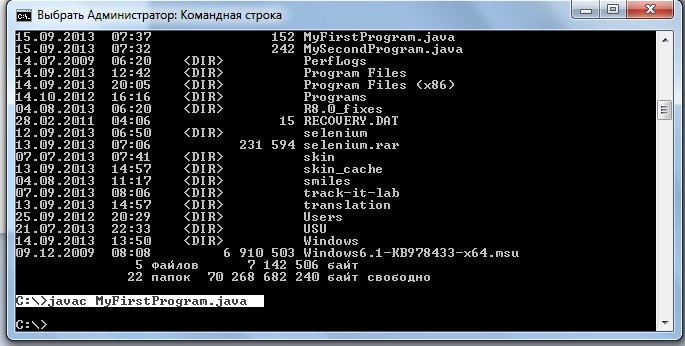 Выбрать Администратор: Командная строка
15.09.2013 07:37 152 MyFirstProgram.java
15.09.2013 07:32 242 MySecondProgram.java
14.07.2009 06:20 <DIR> PerfLogs
14.09.2013 12:42 <DIR> Program Files
14.09.2013 20:05 <DIR> Program Files (x86)
14.10.2012 16:16 <DIR> Programs
04.08.2013 06:20 <DIR> R8.0_fixes
28.02.2011 04:06 15 RECOVERY.DAT
12.09.2013 06:50 <DIR> selenium
13.09.2013 07:06 231 594 selenium.rar
07.07.2013 07:41 <DIR> skin
13.09.2013 14:57 <DIR> skin_cache
04.08.2013 11:17 <DIR> smiles
07.09.2013 08:06 <DIR> track-it-lab
13.09.2013 14:57 <DIR> translation
25.09.2012 20:29 <DIR> Users
21.07.2013 22:33 <DIR> USU
14.09.2013 13:50 <DIR> Windows
09.12.2009 08:08 6 910 503 Windows6.1-KB978433-x64.msu
5 файлов 7 142 506 байт
22 папок 70 268 682 240 байт свободно
C:\>javac MyFirstProgram.java
C:\>